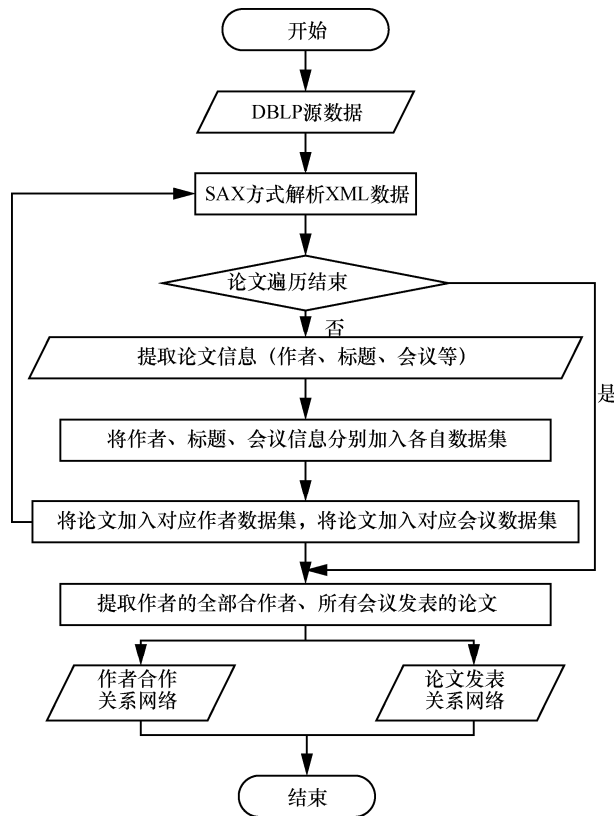 开始
DBLP源数据
SAX方式解析XML数据
论文遍历结束
否
提取论文信息（作者、标题、会议等）
是
将作者、标题、会议信息分别加入各自数据集
将论文加入对应作者数据集，将论文加入对应会议数据集
提取作者的全部合作者、所有会议发表的论文
作者合作
关系网络
论文发表
关系网络
结束